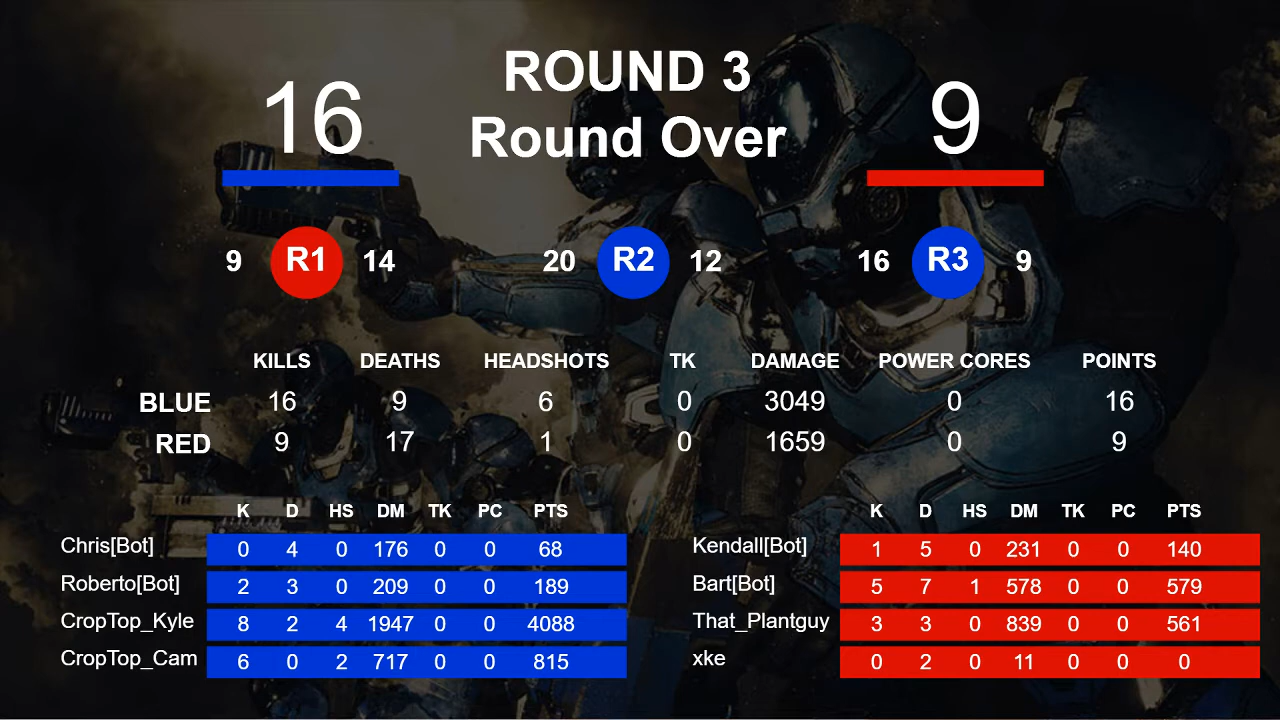 ROUND 3
16
Round Over
9
9 R1 14 20 R2 12 16 R3 9
KILLS DEATHS HEADSHOTS TK DAMAGE POWER CORES POINTS
BLUE 16 9 6 0 3049 0 16
RED 9 17 1 0 1659 0 9
K D HS DM TK PC PTS
Chris[Bot] 0 4 0 176 0 0 68
Roberto[Bot] 2 3 0 209 0 0 189
CropTop_Kyle 8 2 4 1947 0 0 4088
CropTop_Cam 6 0 2 717 0 0 815
K D HS DM TK PC PTS
Kendall[Bot] 1 5 0 231 0 0 140
Bart[Bot] 5 7 1 578 0 0 579
That_Plantguy 3 3 0 839 0 0 561
xke 0 2 0 11 0 0 0